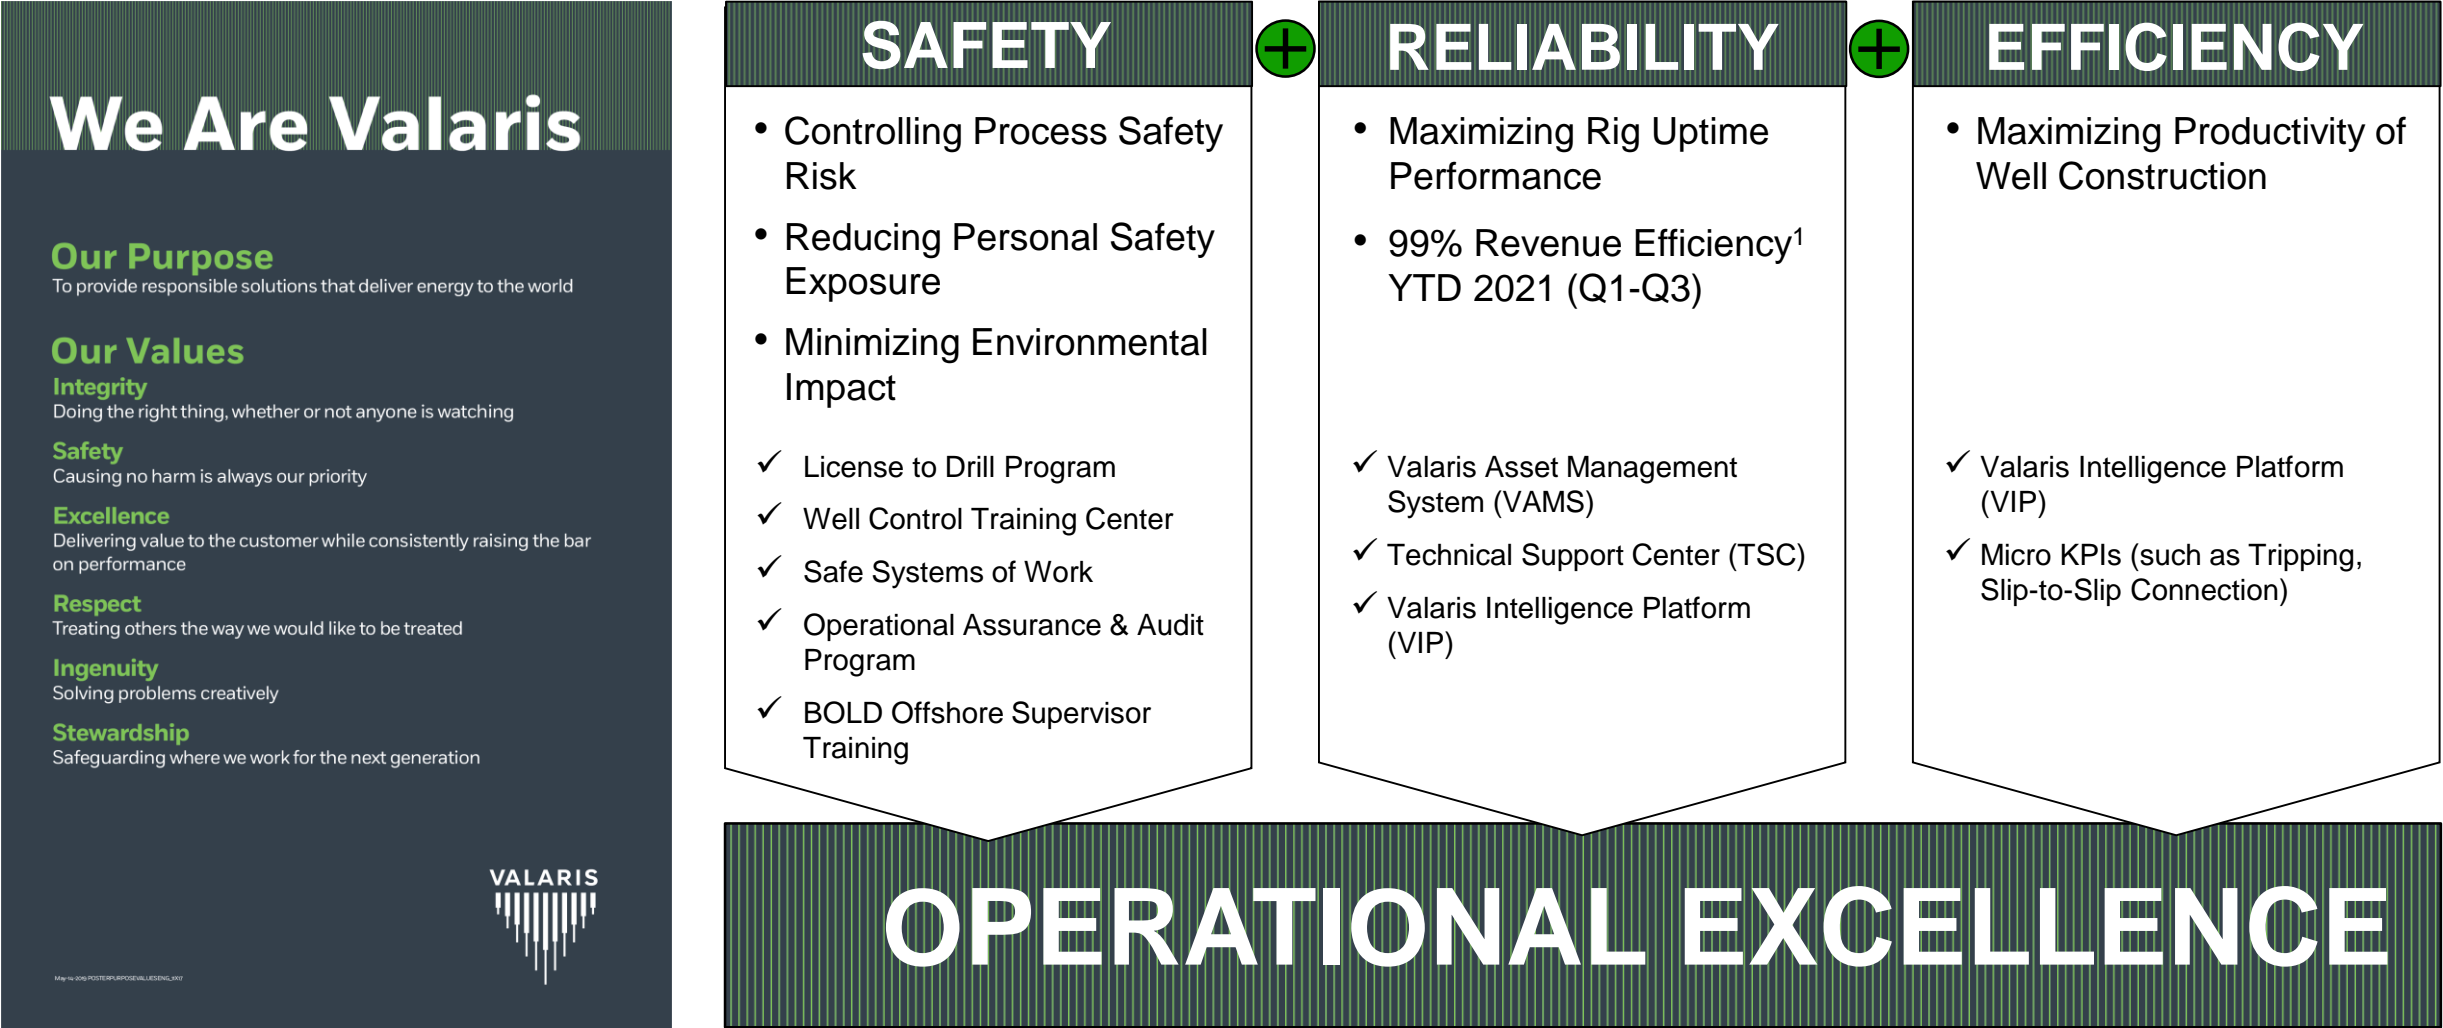 We Are Valaris
Our Purpose
To provide responsible solutions that deliver energy to the world
Our Values
Integrity
Doing the right thing, whether or not anyone is watching
Safety
Causing no harm is always our priority
Excellence
Delivering value to the customer while consistently raising the bar
on performance
Respect
Treating others the way we would like to be treated
Ingenuity
Solving problems creatively
Stewardship
Safeguarding where we work for the next generation
VALARIS
May-14-2019 POSTERPURPOSEVALUESENG_11X17
SAFETY
• Controlling Process Safety
Risk
• Reducing Personal Safety
Exposure
• Minimizing Environmental
Impact
✓ License to Drill Program
✓ Well Control Training Center
✓ Safe Systems of Work
✓ Operational Assurance & Audit
Program
✓ BOLD Offshore Supervisor
Training
+
RELIABILITY
• Maximizing Rig Uptime
Performance
• 99% Revenue Efficiency¹
YTD 2021 (Q1-Q3)
✓ Valaris Asset Management
System (VAMS)
✓ Technical Support Center (TSC)
✓ Valaris Intelligence Platform
(VIP)
+
EFFICIENCY
• Maximizing Productivity of
Well Construction
✓ Valaris Intelligence Platform
(VIP)
✓ Micro KPIs (such as Tripping,
Slip-to-Slip Connection)
OPERATIONAL EXCELLENCE